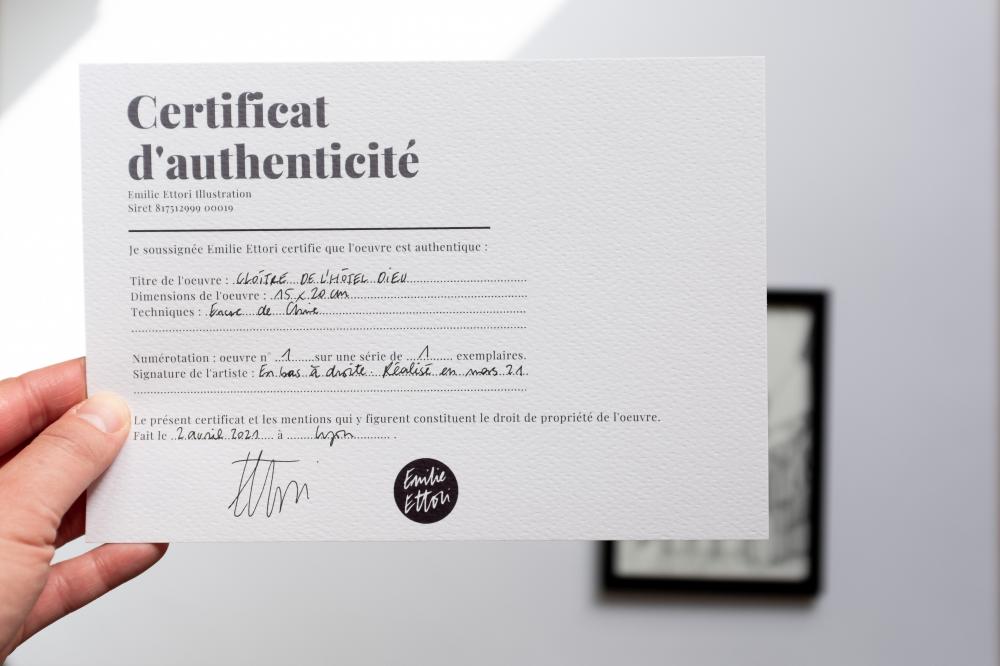 Certificat
d'authenticité
Emilie Ettori Illustration
Siret 817512999 00019
Je soussignée Emilie Ettori certifie que l'oeuvre est authentique :
Titre de l'oeuvre : CLOÎTRE DE L'HÔTEL DIEU
Dimensions de l'oeuvre : 15 x 20 cm
Techniques : Encre de Chine
Numérotation : oeuvre n° 1 sur une série de 1 exemplaires.
Signature de l'artiste : En bas à droite. Réalisé en mars 21.
Le présent certificat et les mentions qui y figurent constituent le droit de propriété de l'oeuvre.
Fait le 2 avril 2021 à Lyon .
Ettori
Emilie
Ettori